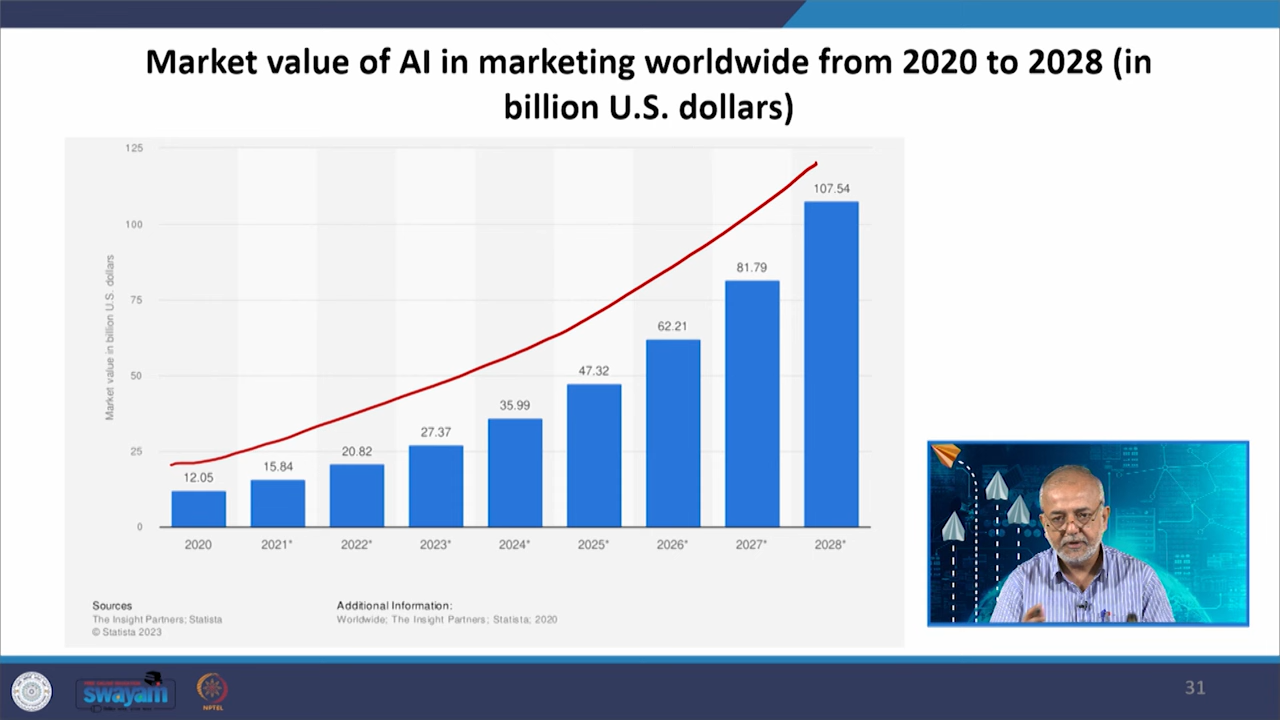 Market value of AI in marketing worldwide from 2020 to 2028 (in
billion U.S. dollars)
125
100
75
50
25
0
Market value in billion U.S. dollars
12.05
15.84
20.82
27.37
35.99
47.32
62.21
81.79
107.54
2020
2021*
2022*
2023*
2024*
2025*
2026*
2027*
2028*
Sources
The Insight Partners; Statista
© Statista 2023
Additional Information:
Worldwide; The Insight Partners; Statista; 2020
swayam
NPTEL
31